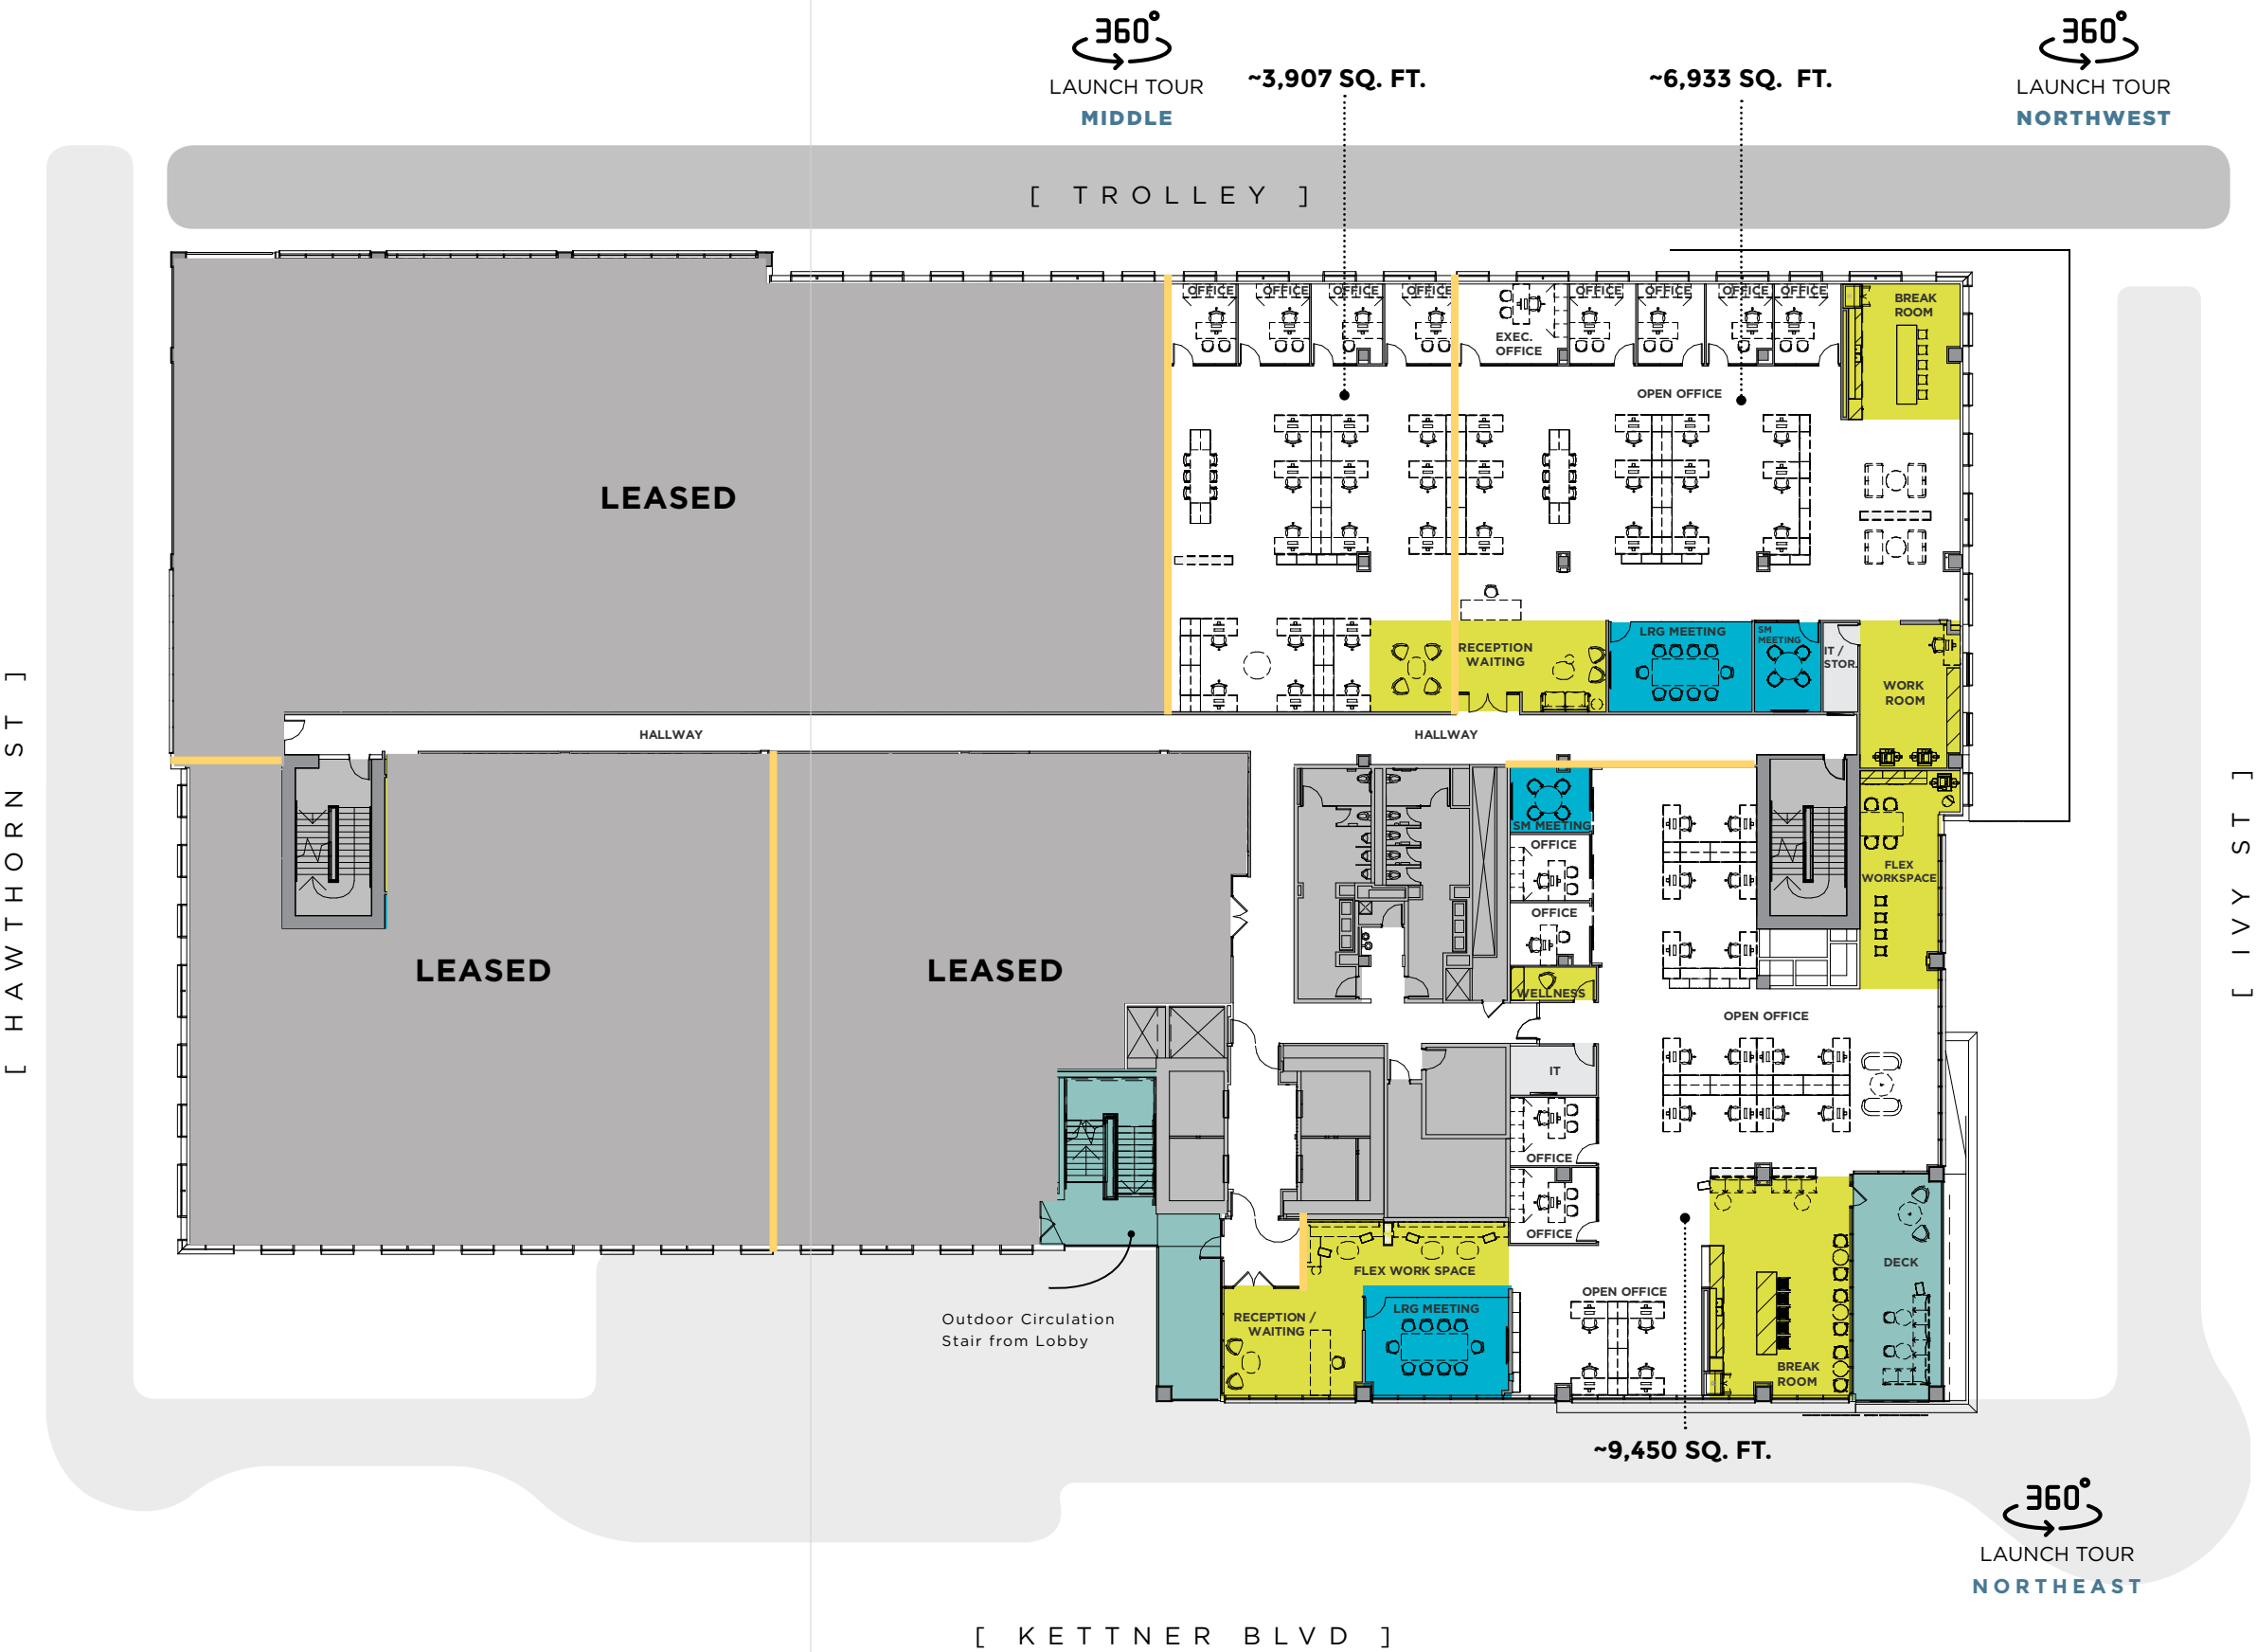 360°
LAUNCH TOUR
MIDDLE
~3,907 SQ. FT.
~6,933 SQ. FT.
360°
LAUNCH TOUR
NORTHWEST
[ TROLLEY ]
OFFICE
OFFICE
OFFICE
OFFICE
EXEC.
OFFICE
OFFICE
OFFICE
OFFICE
OFFICE
BREAK
ROOM
OPEN OFFICE
LEASED
RECEPTION
WAITING
LRG MEETING
SM
MEETING
IT /
STOR.
WORK
ROOM
HALLWAY
HALLWAY
[ HAWTHORN ST ]
[ IVY ST ]
SM MEETING
OFFICE
OFFICE
WELLNESS
FLEX
WORKSPACE
LEASED
LEASED
OPEN OFFICE
IT
OFFICE
OFFICE
FLEX WORK SPACE
RECEPTION /
WAITING
LRG MEETING
OPEN OFFICE
BREAK
ROOM
DECK
Outdoor Circulation
Stair from Lobby
~9,450 SQ. FT.
360°
LAUNCH TOUR
NORTHEAST
[ KETTNER BLVD ]